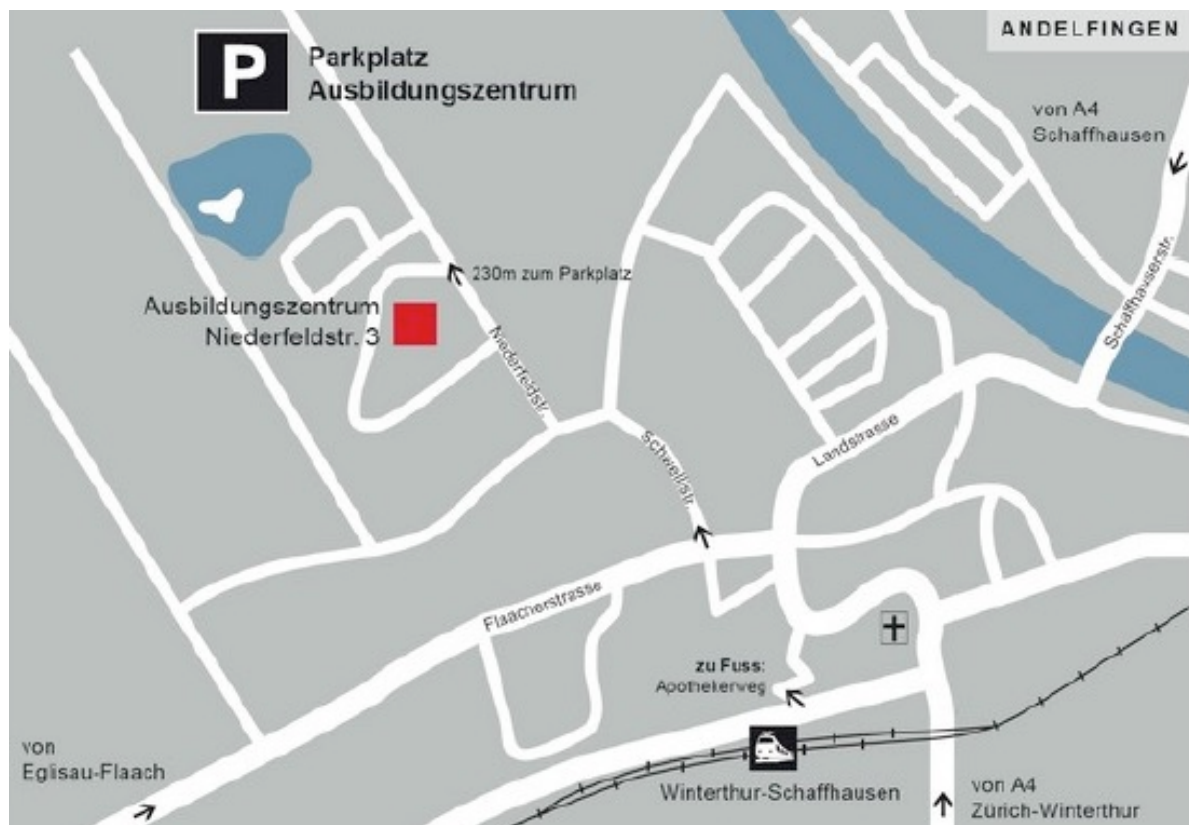 ANDELFINGEN
P
Parkplatz
Ausbildungszentrum
von A4
Schaffhausen
Schaffhauserstr.
230m zum Parkplatz
Ausbildungszentrum
Niederfeldstr. 3
Niederfeldstr.
Landstrasse
Schwellistr.
Flaacherstrasse
zu Fuss:
Apothekerweg
von
Eglisau-Flaach
Winterthur-Schaffhausen
von A4
Zürich-Winterthur